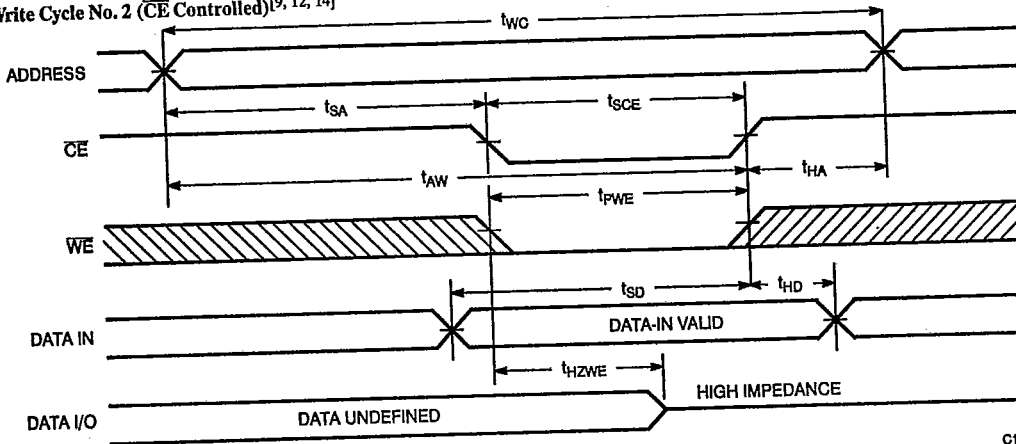 Write Cycle No. 2 (CE Controlled)[9, 12, 14]
tWC
ADDRESS
tSA
tSCE
CE
tAW
tHA
tPWE
WE
tSD
tHD
DATA IN
DATA-IN VALID
tHZWE
HIGH IMPEDANCE
DATA I/O
DATA UNDEFINED